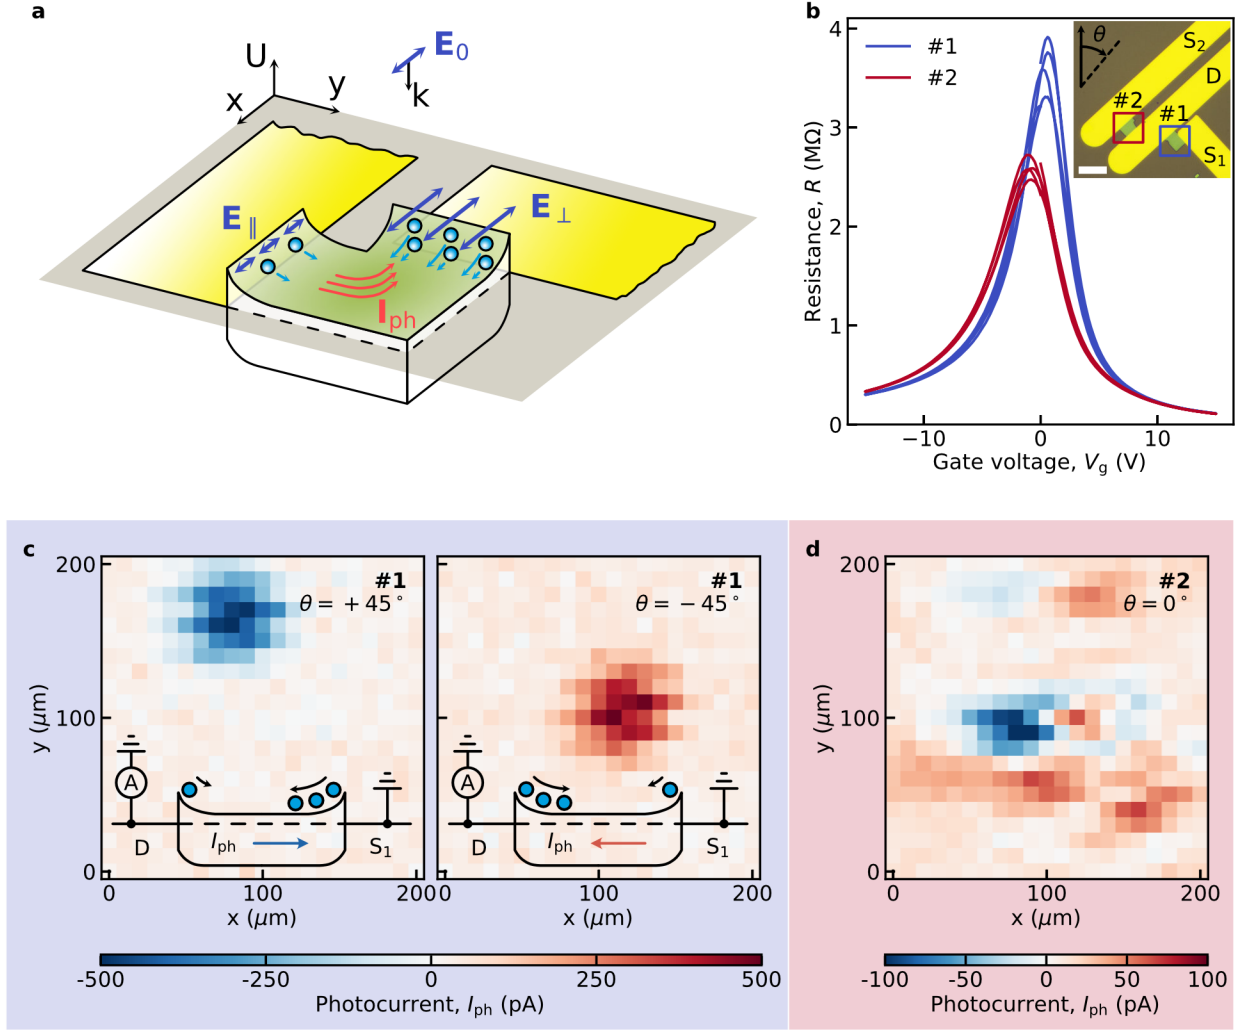 a
U
x
y
E0
k
E∥
E⊥
Iph
b
#1
#2
θ
S2
D
#2
#1
S1
4
3
2
1
0
Resistance, R (MΩ)
−10
0
10
Gate voltage, Vg (V)
c
#1
θ = +45°
200
100
0
y (μm)
A
D
Iph
S1
0
100
200
x (μm)
#1
θ = −45°
A
D
Iph
S1
0
100
200
x (μm)
-500
-250
0
250
500
Photocurrent, Iph (pA)
d
#2
θ = 0°
200
100
0
y (μm)
0
100
200
x (μm)
-100
-50
0
50
100
Photocurrent, Iph (pA)